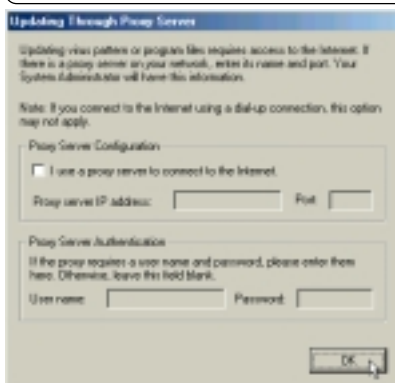 Updating Through Proxy Server
Updating virus pattern or program files requires access to the Internet. If
there is a proxy server on your network, enter its name and port. Your
System Administrator will have this information.
Note: If you connect to the Internet using a dial-up connection, this option
may not apply.
Proxy Server Configuration
I use a proxy server to connect to the Internet.
Proxy server IP address: Port:
Proxy Server Authentication
If the proxy requires a user name and password, please enter them
here. Otherwise, leave this field blank.
User name: Password:
OK